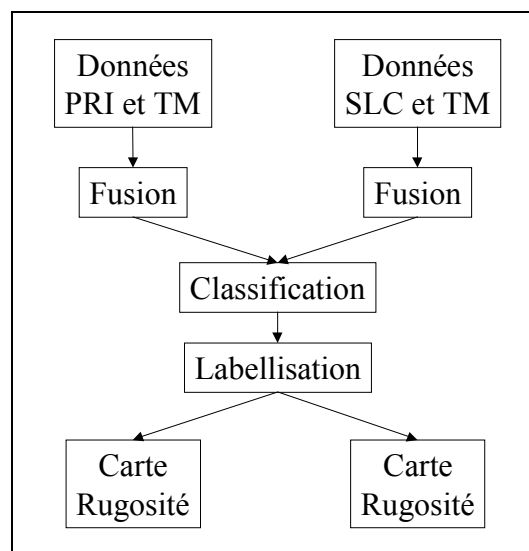 Données
PRI et TM
Données
SLC et TM
Fusion
Fusion
Classification
Labellisation
Carte
Rugosité
Carte
Rugosité